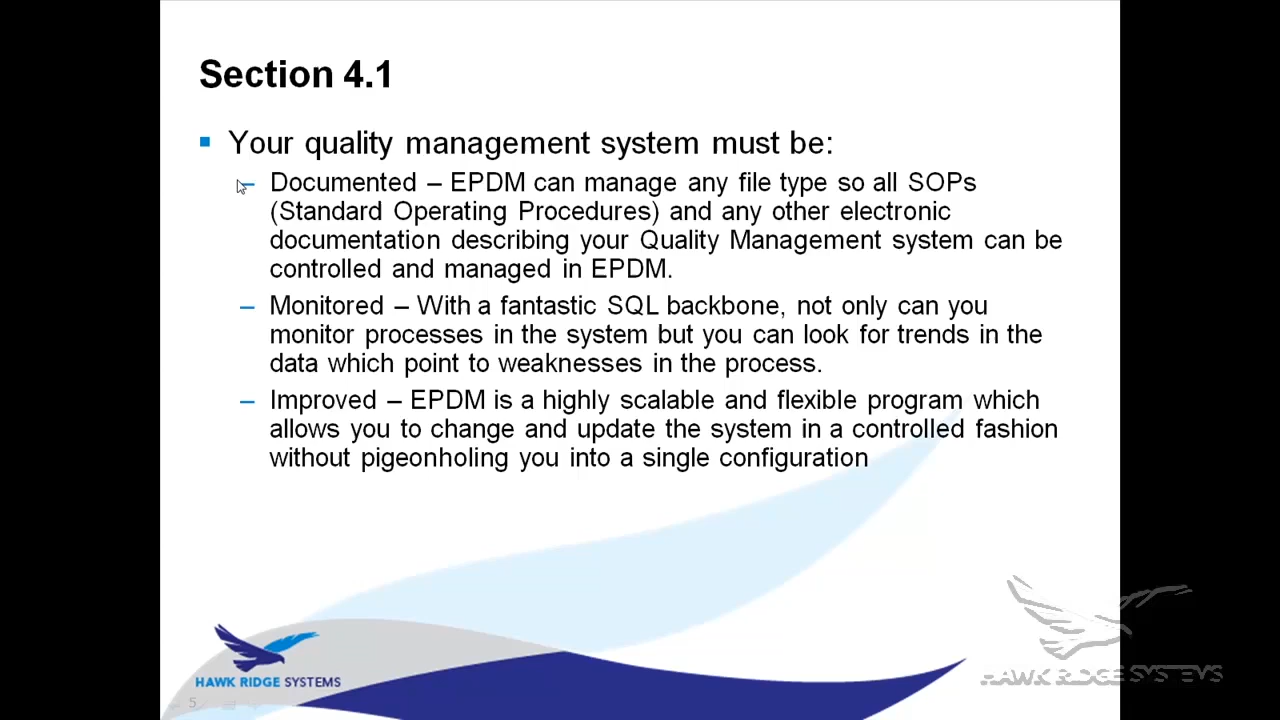 Section 4.1
Your quality management system must be:
– Documented – EPDM can manage any file type so all SOPs
(Standard Operating Procedures) and any other electronic
documentation describing your Quality Management system can be
controlled and managed in EPDM.
– Monitored – With a fantastic SQL backbone, not only can you
monitor processes in the system but you can look for trends in the
data which point to weaknesses in the process.
– Improved – EPDM is a highly scalable and flexible program which
allows you to change and update the system in a controlled fashion
without pigeonholing you into a single configuration
HAWK RIDGE SYSTEMS
HAWK RIDGE SYSTEMS
5